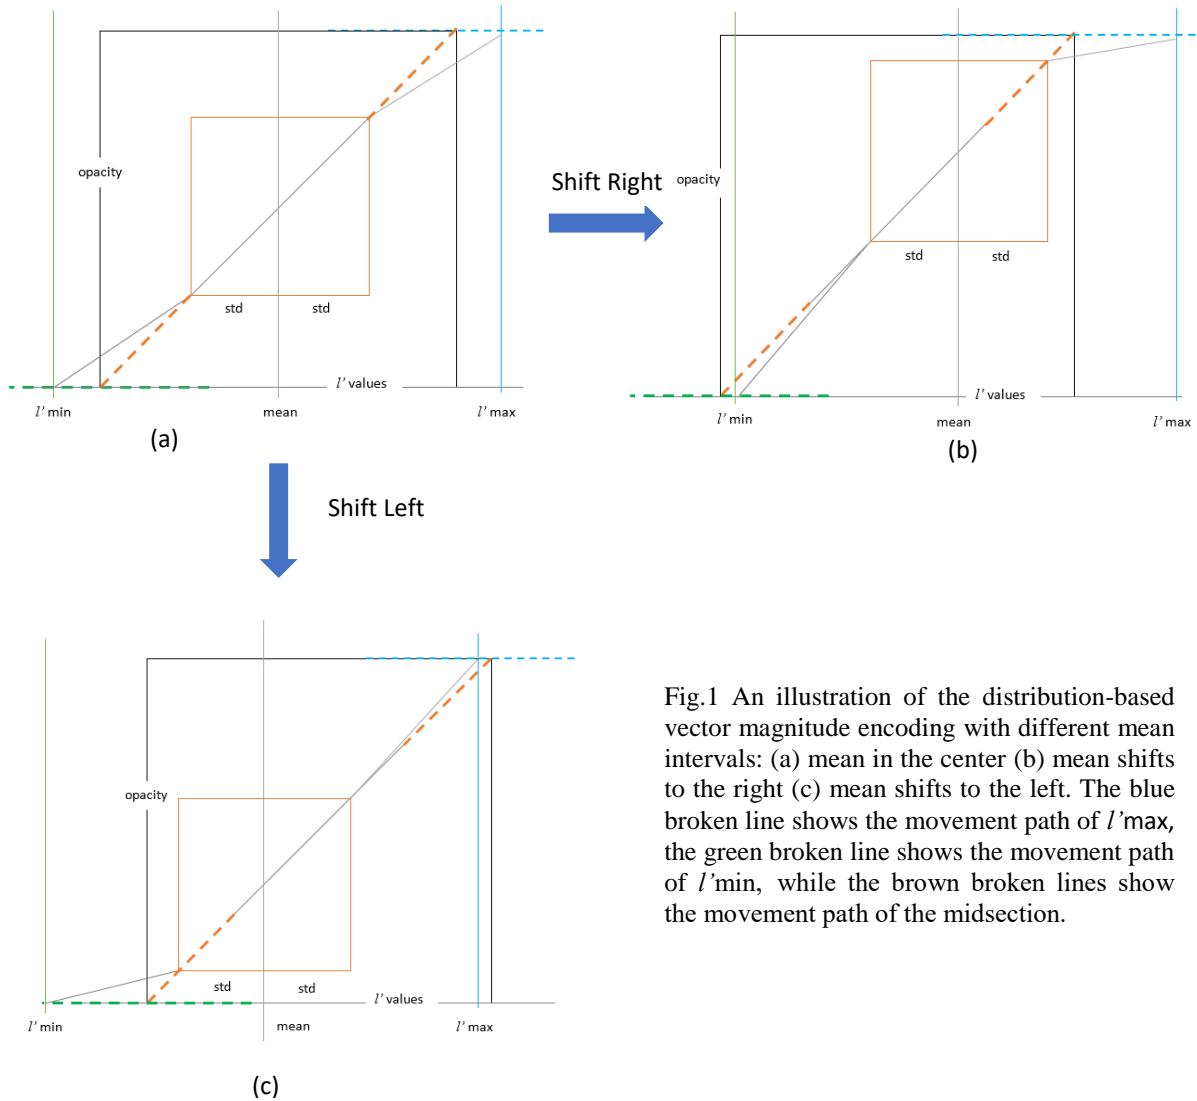 opacity
std
std
l’ values
l’ min
mean
l’ max
(a)
Shift Right
opacity
std
std
l’ values
l’ min
mean
l’ max
(b)
Shift Left
opacity
std
std
l’ values
l’ min
mean
l’ max
(c)
Fig.1 An illustration of the distribution-based
vector magnitude encoding with different mean
intervals: (a) mean in the center (b) mean shifts
to the right (c) mean shifts to the left. The blue
broken line shows the movement path of l’max,
the green broken line shows the movement path
of l’min, while the brown broken lines show
the movement path of the midsection.